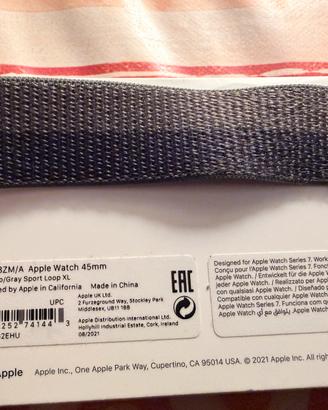 3ZM/A Apple Watch 45mm
o/Gray Sport Loop XL
ed by Apple in California Made in China
UPC
252 74144 3
2EHU
Apple UK Ltd.
2 Furzeground Way, Stockley Park
Middlesex, UB11 1BB
Apple Distribution International Ltd.
Hollyhill Industrial Estate, Cork, Ireland
08/2021
EAC
Designed for Apple Watch Series 7. Work
Conçu pour l'Apple Watch Series 7. Fonc
Apple Watch. / Entwickelt für die Apple W
jeder Apple Watch. / Realizzato per Appl
con qualsiasi Apple Watch. / Diseñado
Compatible con cualquier Apple Watch
Watch Series 7. Funciona com qualq
Apple Watch.
Apple Inc., One Apple Park Way, Cupertino, CA 95014 USA. © 2021 Apple Inc. All rig